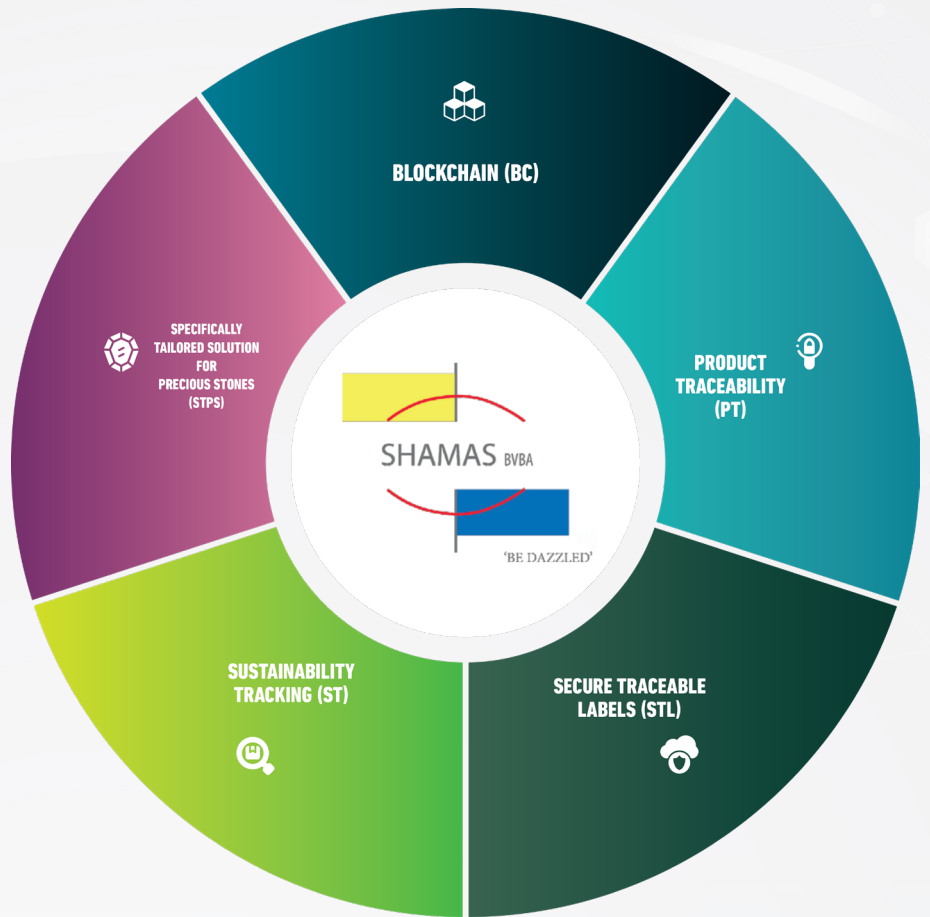 BLOCKCHAIN (BC)
SPECIFICALLY
TAILORED SOLUTION
FOR
PRECIOUS STONES
(STPS)
PRODUCT
TRACEABILITY
(PT)
SHAMAS BVBA
'BE DAZZLED'
SUSTAINABILITY
TRACKING (ST)
SECURE TRACEABLE
LABELS (STL)